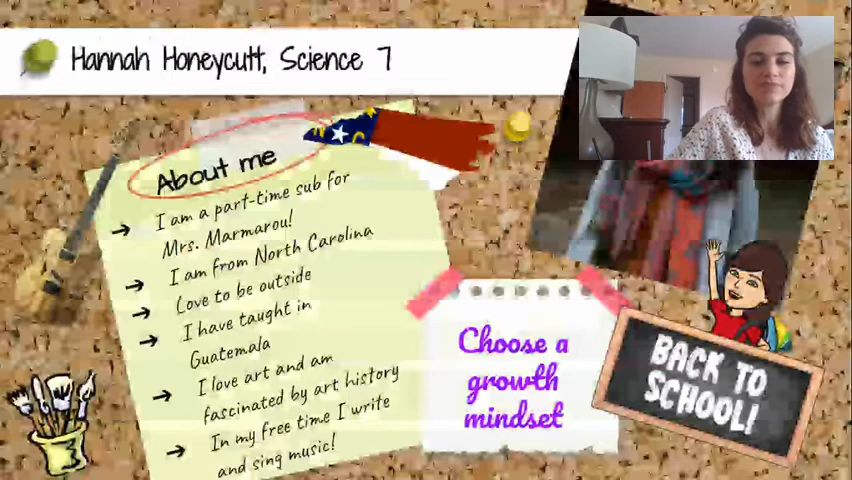 Hannah Honeycutt, Science 7
About me
➔ I am a part-time sub for
Mrs. Marmarou!
➔ I am from North Carolina
➔ Love to be outside
➔ I have taught in
Guatemala
➔ I love art and am
fascinated by art history
➔ In my free time I write
and sing music!
Choose a
growth
mindset
BACK TO
SCHOOL!